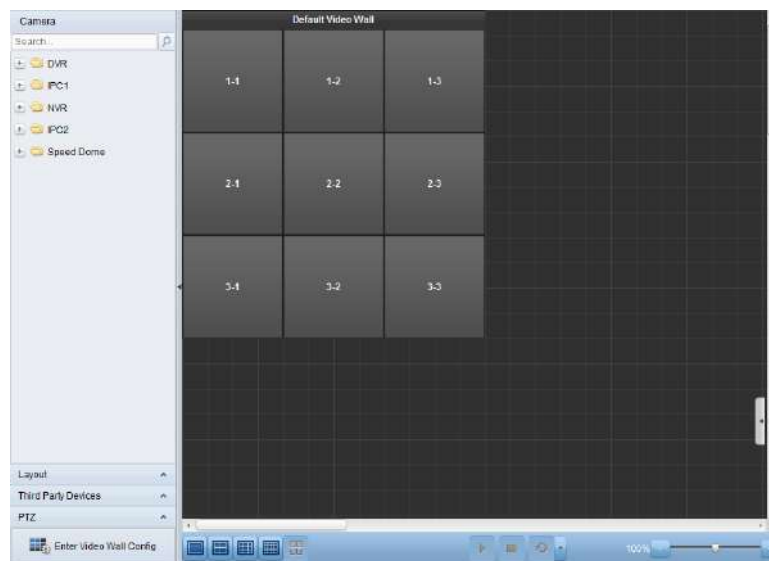 Camera
Search...
DVR
IPC1
NVR
IPC2
Speed Dome
Layout
Third Party Devices
PTZ
Enter Video Wall Config
Default Video Wall
1-1 1-2 1-3
2-1 2-2 2-3
3-1 3-2 3-3
100%